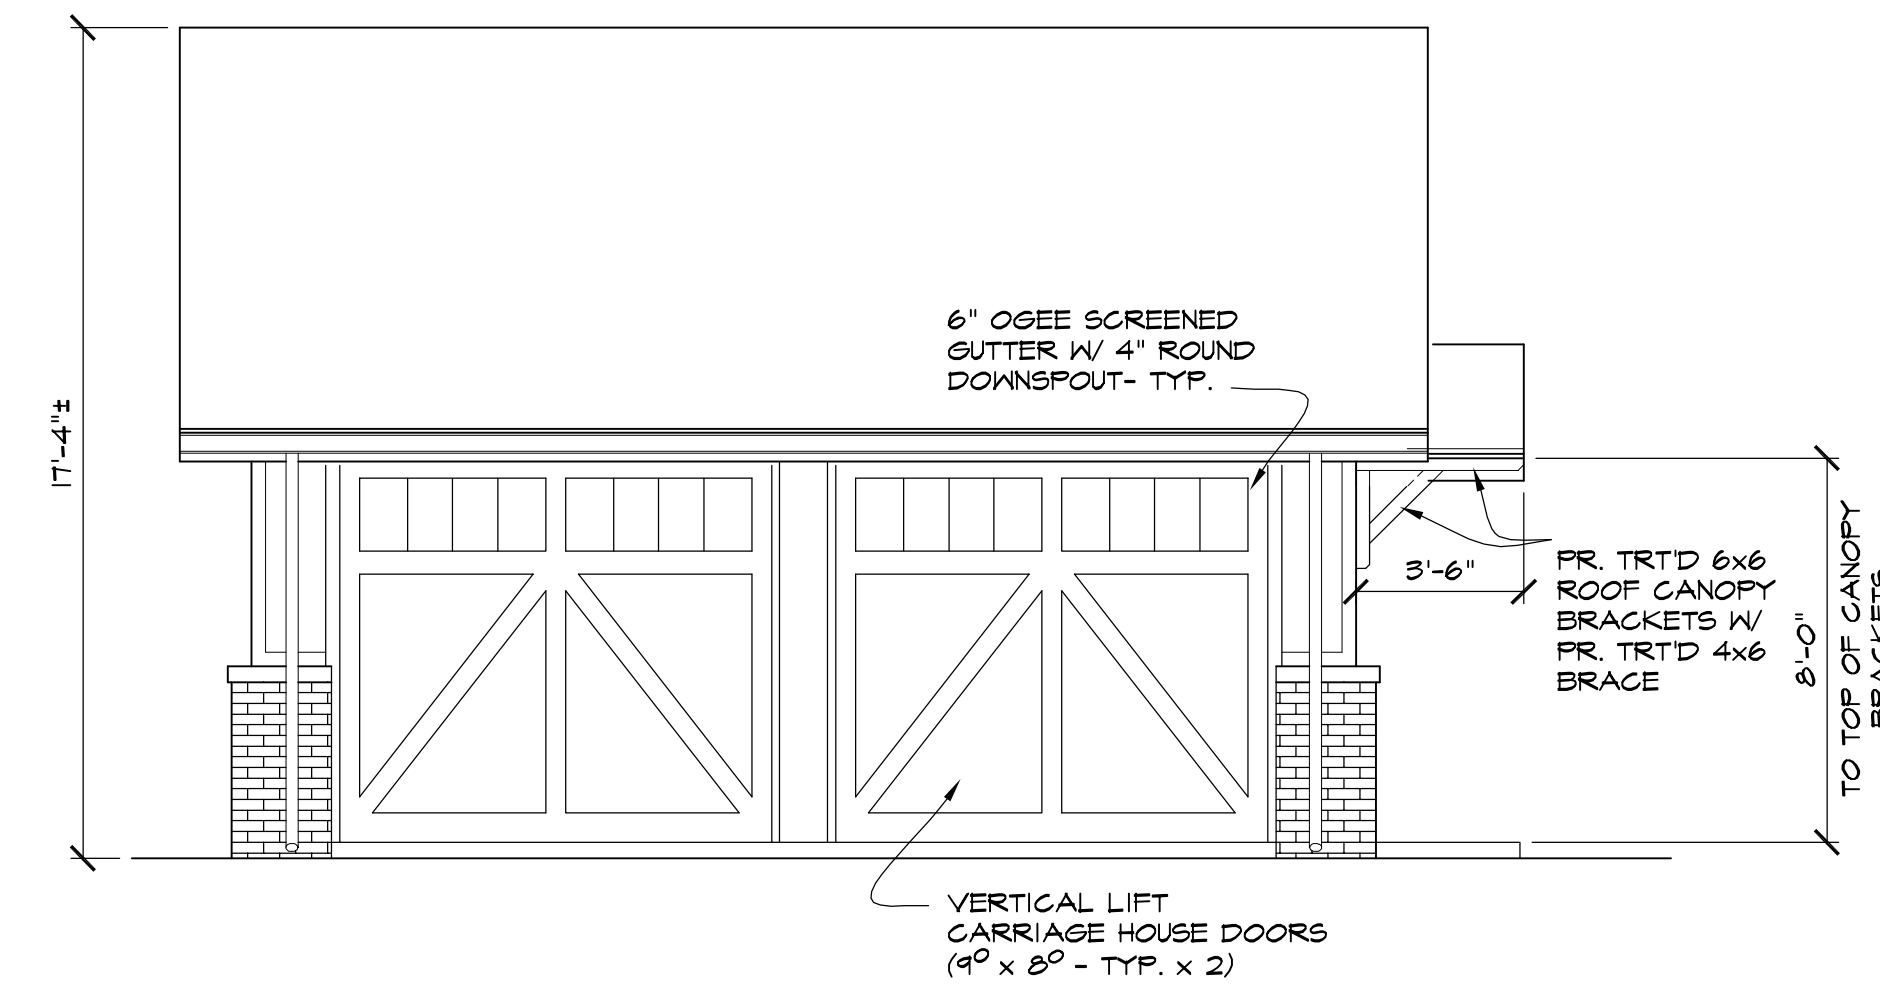 17'-4"±
6" OGEE SCREENED
GUTTER W/ 4" ROUND
DOWNSPOUT- TYP.
3'-6"
PR. TRT'D 6x6
ROOF CANOPY
BRACKETS W/
PR. TRT'D 4x6
BRACE
8'-0"
TO TOP OF CANOPY
BRACKETS
VERTICAL LIFT
CARRIAGE HOUSE DOORS
(9⁰ x 8⁰ - TYP. x 2)